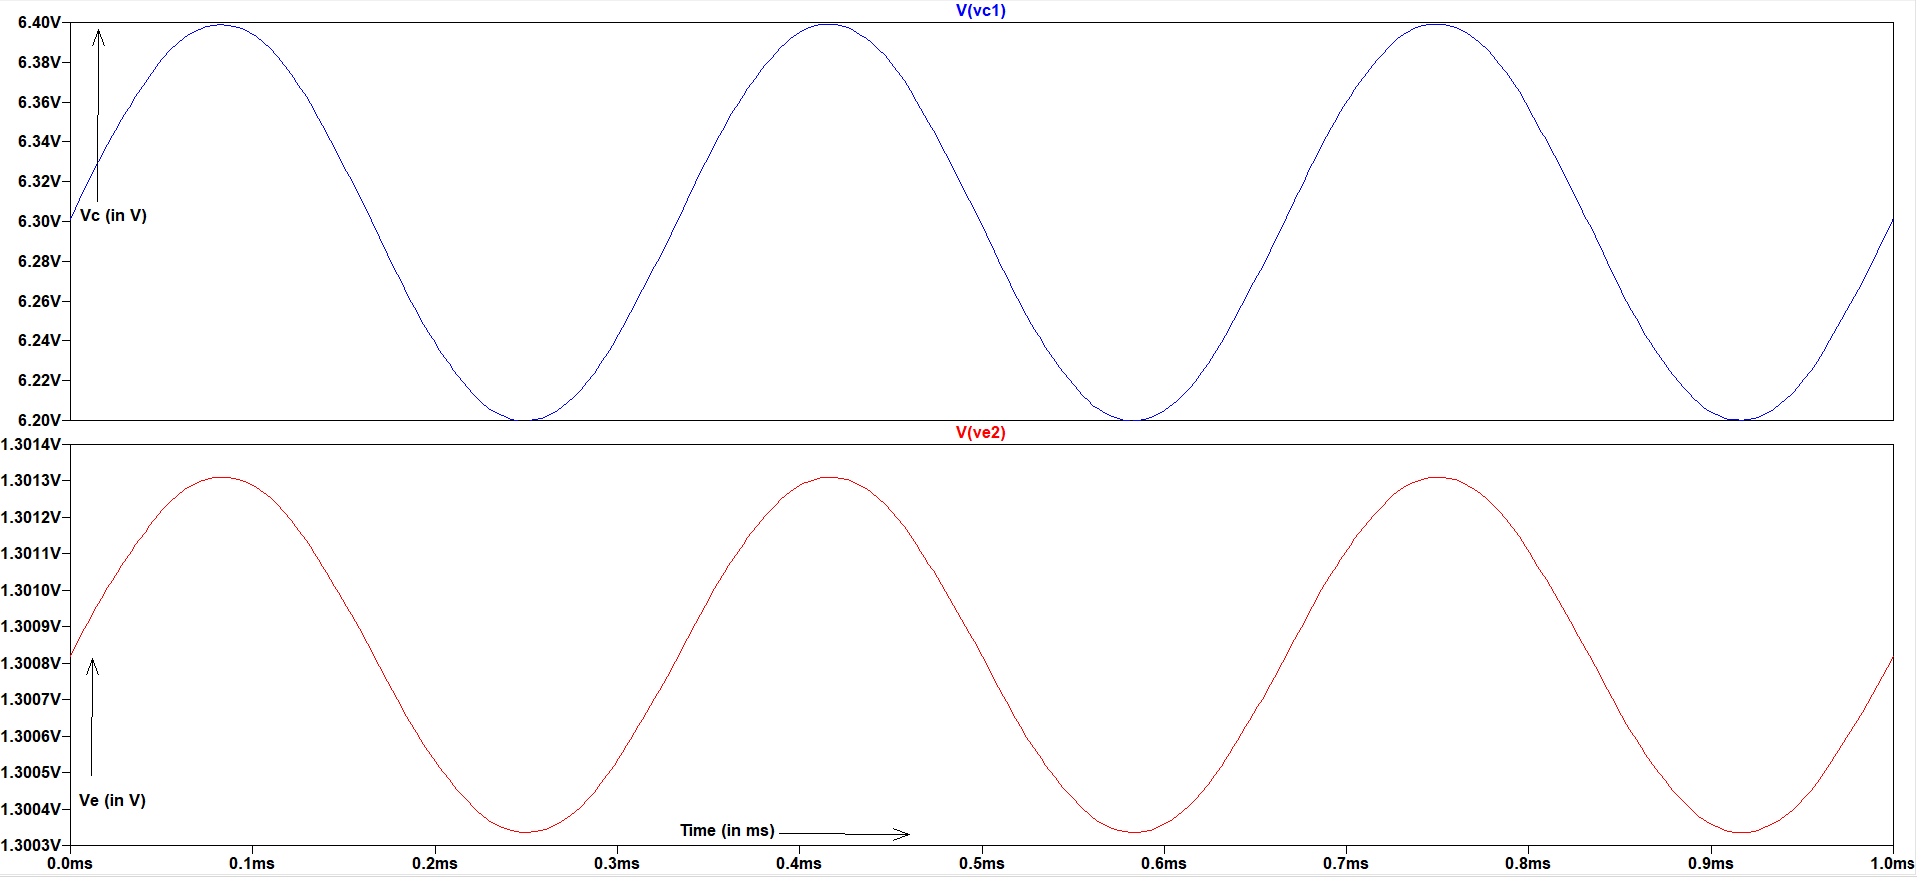 V(vc1)
6.40V
6.38V
6.36V
6.34V
6.32V
6.30V
6.28V
6.26V
6.24V
6.22V
6.20V
Vc (in V)
V(ve2)
1.3014V
1.3013V
1.3012V
1.3011V
1.3010V
1.3009V
1.3008V
1.3007V
1.3006V
1.3005V
1.3004V
1.3003V
Ve (in V)
Time (in ms)
0.0ms 0.1ms 0.2ms 0.3ms 0.4ms 0.5ms 0.6ms 0.7ms 0.8ms 0.9ms 1.0ms